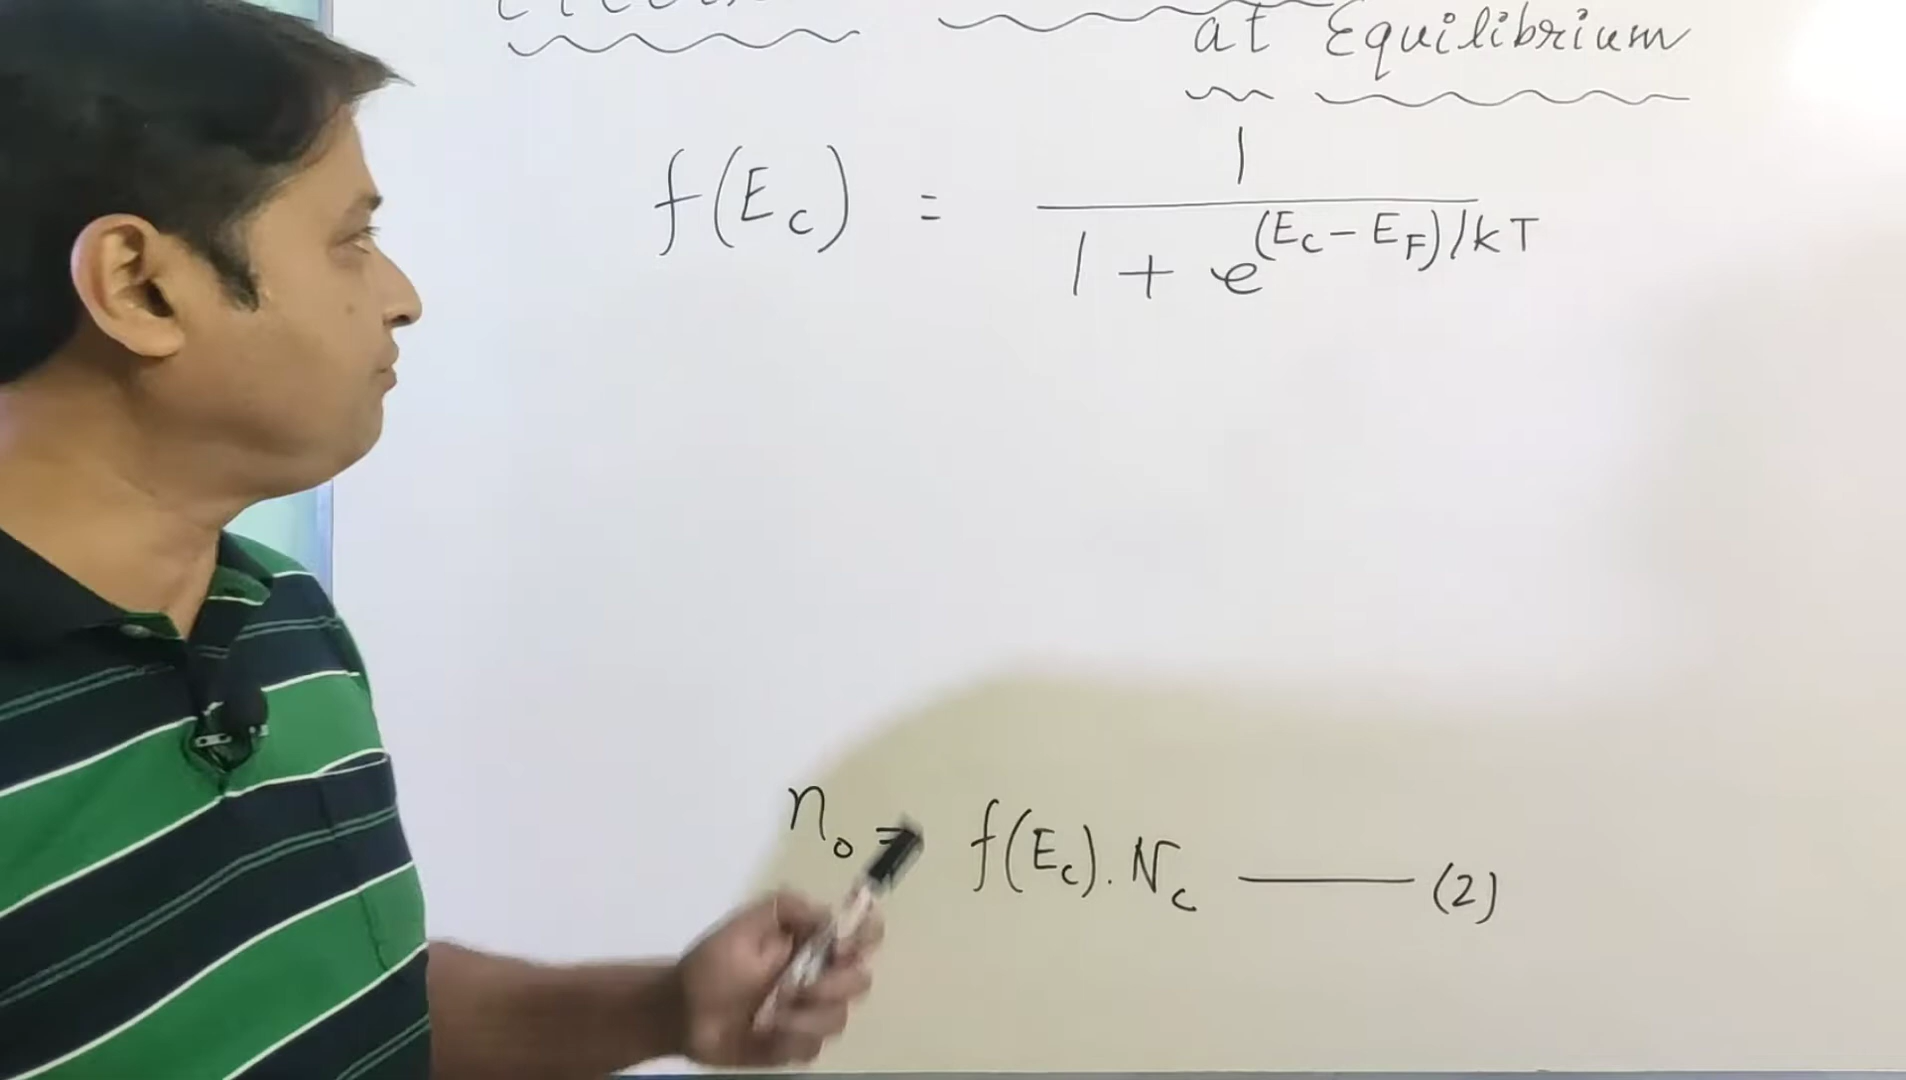 at Equilibrium
f(E_c) = 1 / (1 + e^{(E_c - E_F)/kT})
n_o = f(E_c). N_c —— (2)